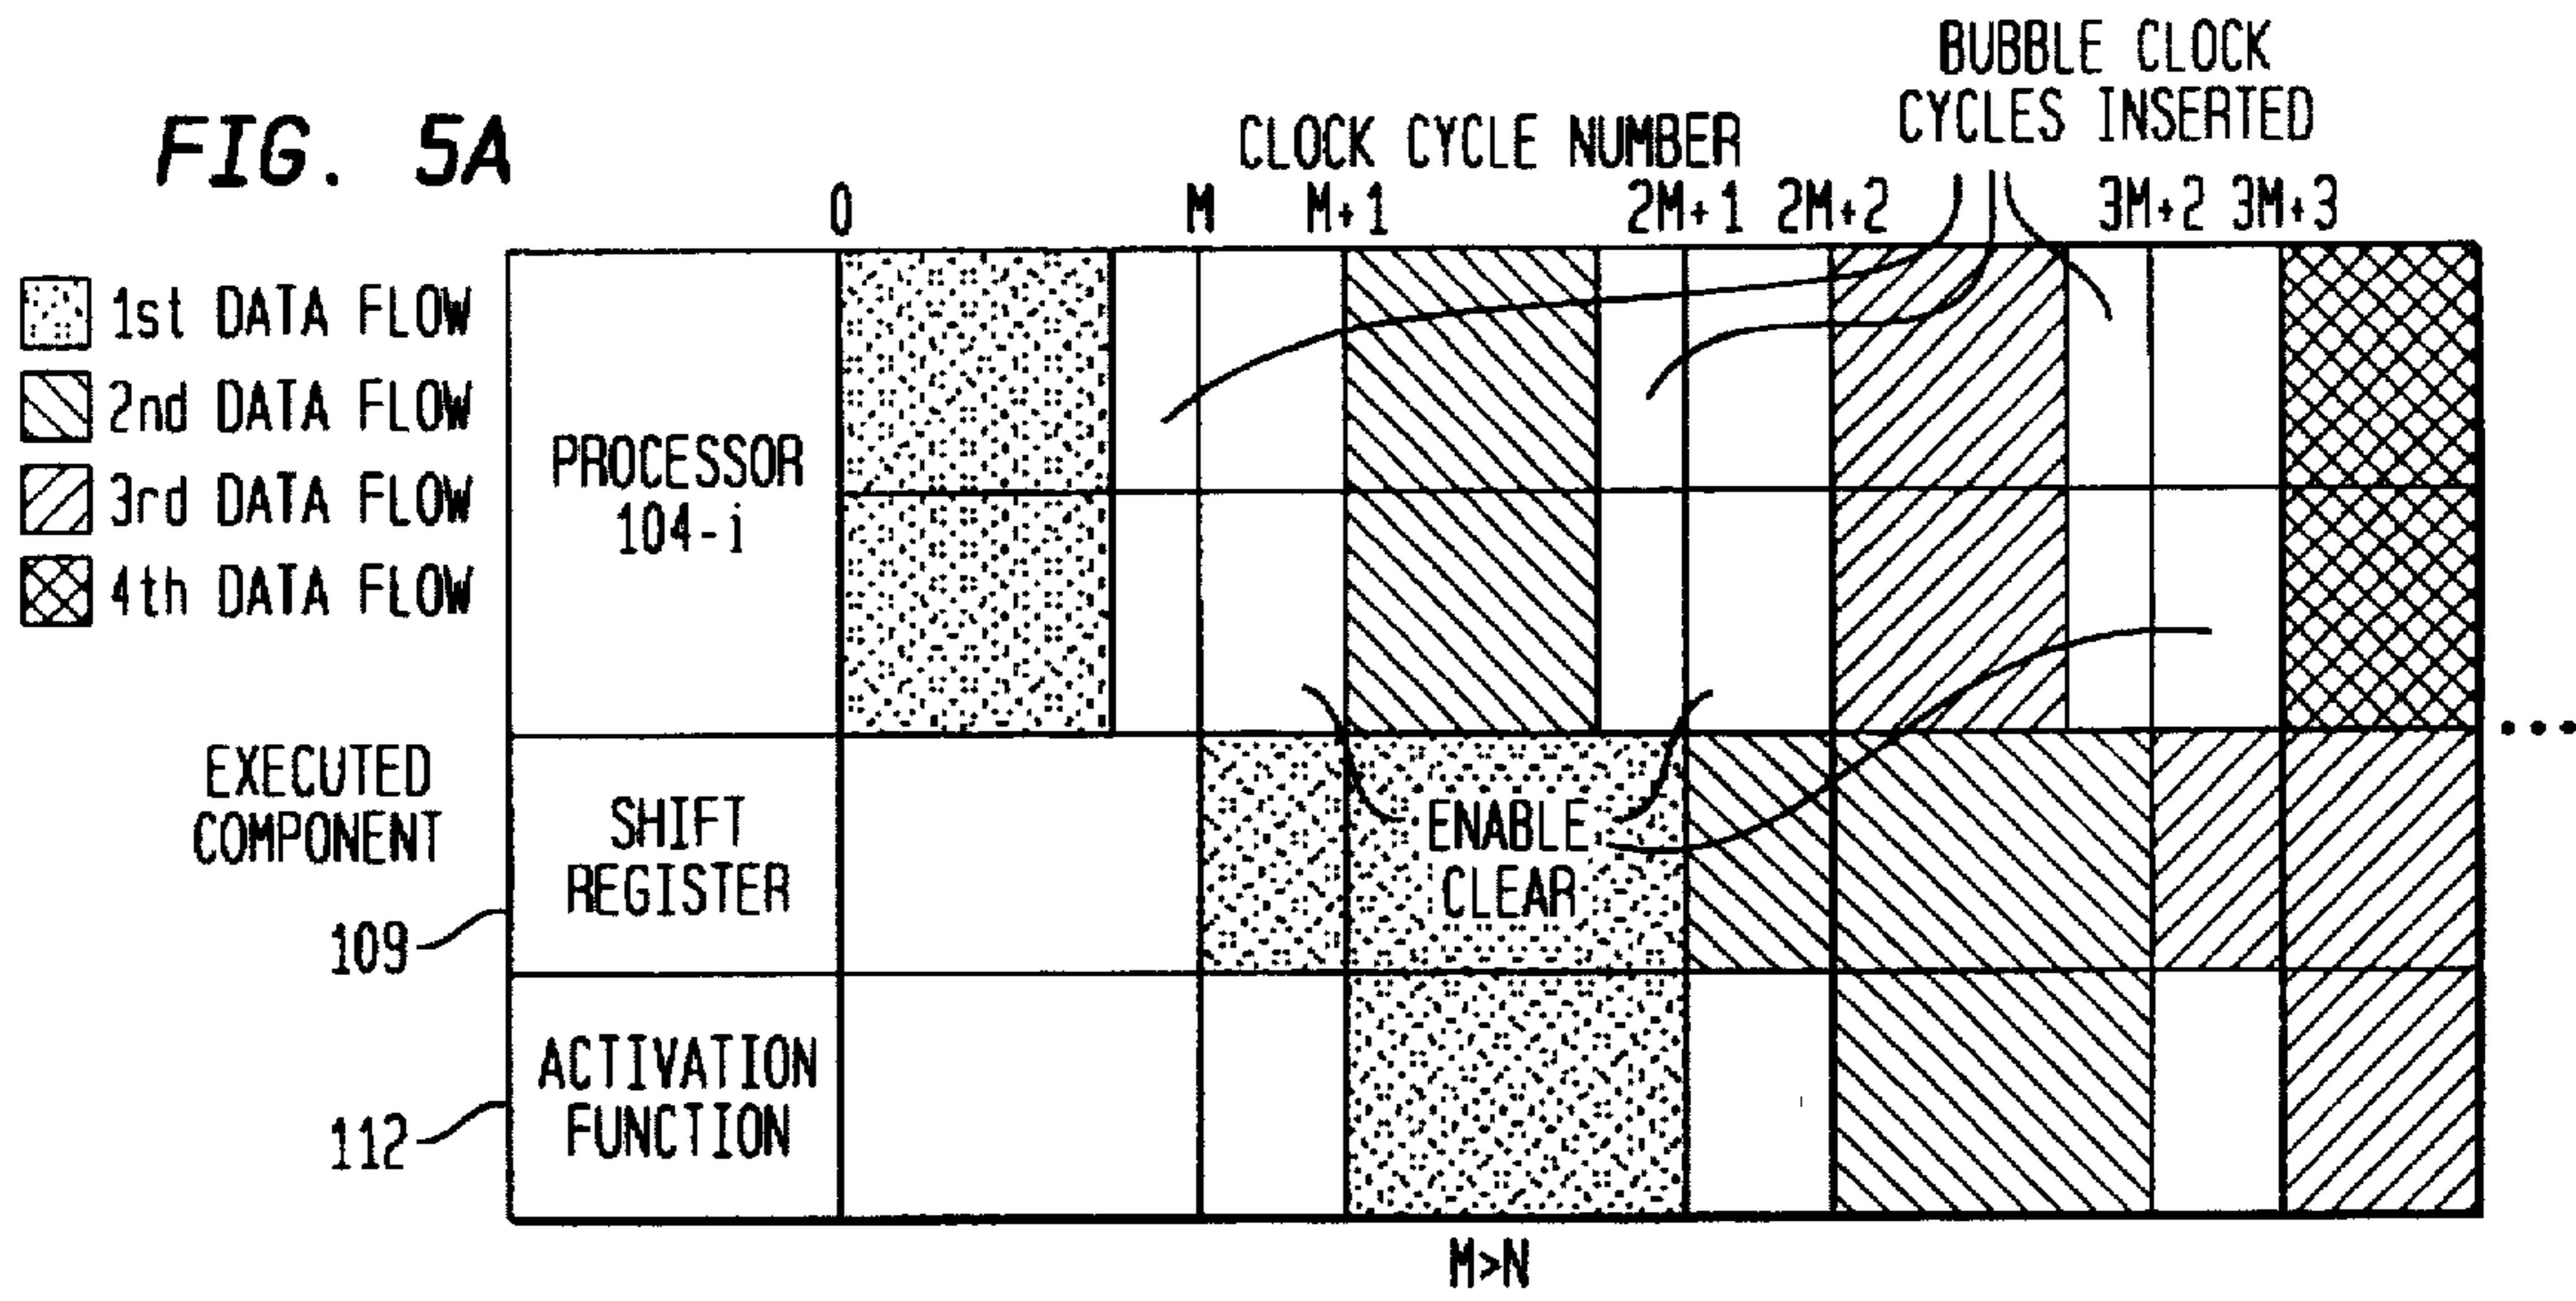 FIG. 5A
BUBBLE CLOCK
CYCLES INSERTED
CLOCK CYCLE NUMBER
0 M M+1 2M+1 2M+2 3M+2 3M+3
1st DATA FLOW
2nd DATA FLOW
3rd DATA FLOW
4th DATA FLOW
PROCESSOR
104-i
EXECUTED
COMPONENT
SHIFT
REGISTER
109
ENABLE
CLEAR
ACTIVATION
FUNCTION
112
M>N